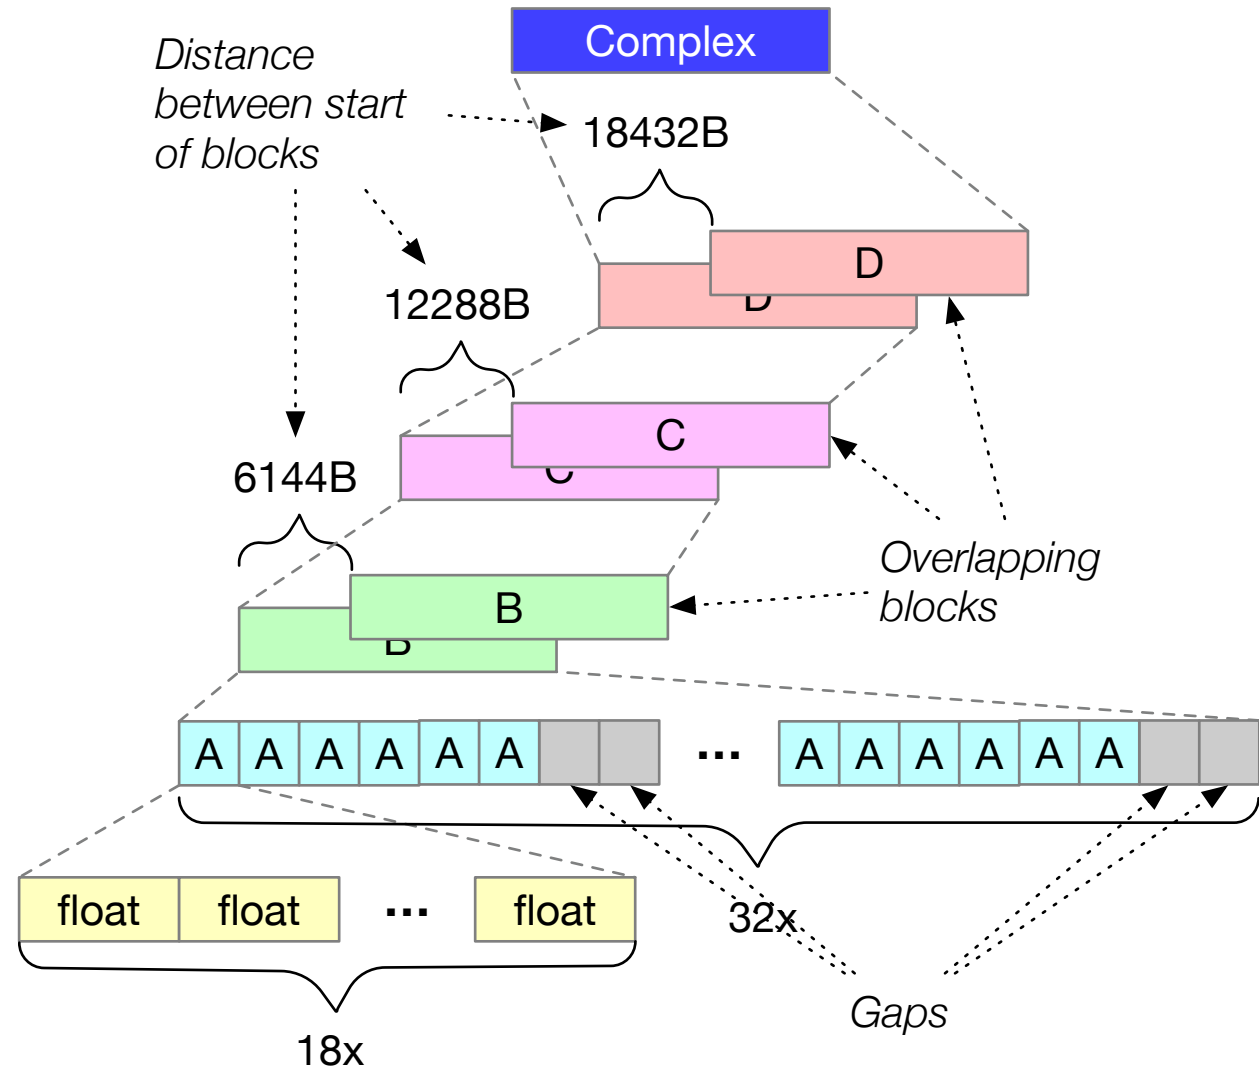 Complex
Distance
between start
of blocks
18432B
D
D
12288B
C
C
6144B
Overlapping
blocks
B
B
A A A A A A ... A A A A A A
float float ... float
32x
Gaps
18x